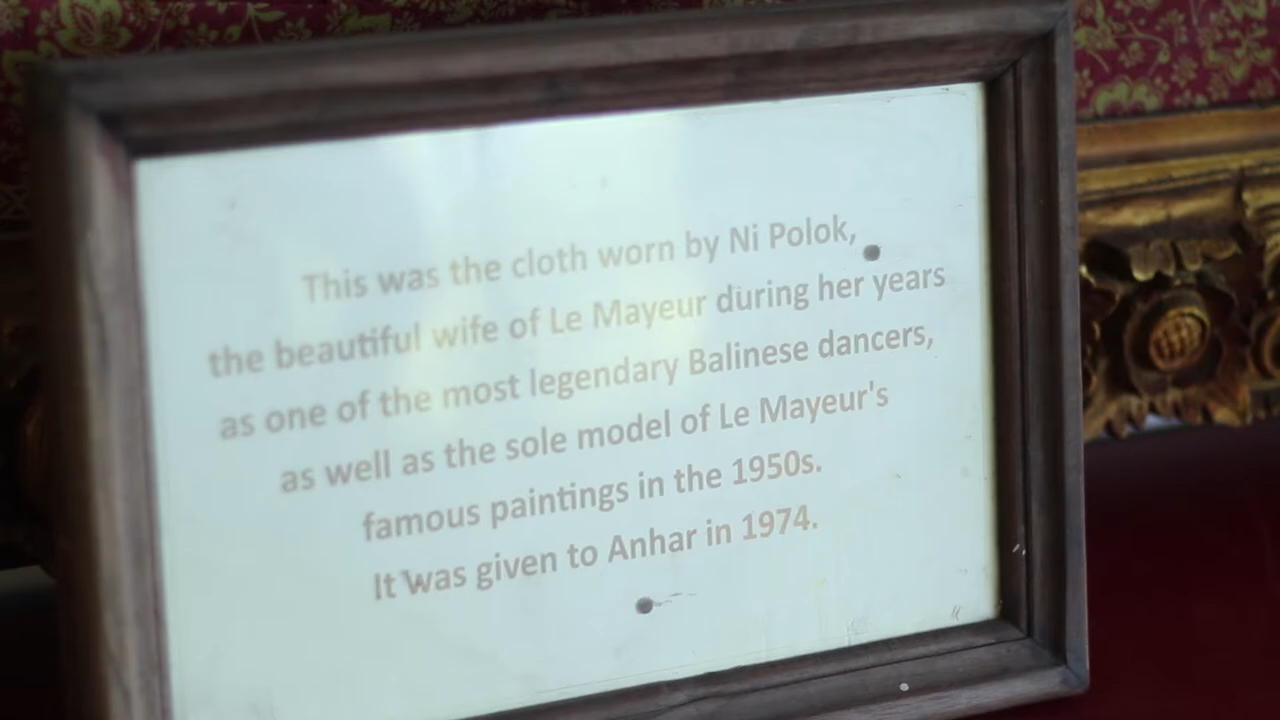 This was the cloth worn by Ni Polok,
the beautiful wife of Le Mayeur during her years
as one of the most legendary Balinese dancers,
as well as the sole model of Le Mayeur's
famous paintings in the 1950s.
It was given to Anhar in 1974.